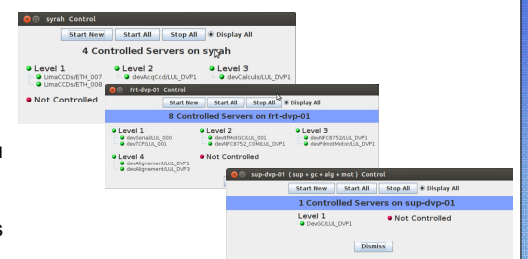 syrah Control
Start New Start All Stop All Display All
4 Controlled Servers on syrah
Level 1 Level 2 Level 3
LimaCCDs/ETH_007 devAcqCcd/LUL_DVP1 devCalculs/LUL_DVP1
LimaCCDs/ETH_008
Not Controlled
frt-dvp-01 Control
Start New Start All Stop All Display All
8 Controlled Servers on frt-dvp-01
Level 1 Level 2 Level 3
devSerial/LUL_000 devItMotGC/LUL_001 devNFC8752/LUL_DVP1
devTCP/LUL_001 devNFC8752_COM/LUL_DVP1 devPilmotMotor/LUL_DVP1
Level 4 Not Controlled
devAlignement/LUL_DVP1
devAlignement/LUL_DVP3
sup-dvp-01 ( sup + gc + alg + mot ) Control
Start New Start All Stop All Display All
1 Controlled Servers on sup-dvp-01
Level 1 Not Controlled
DevGC/LUL_DVP1
Dismiss